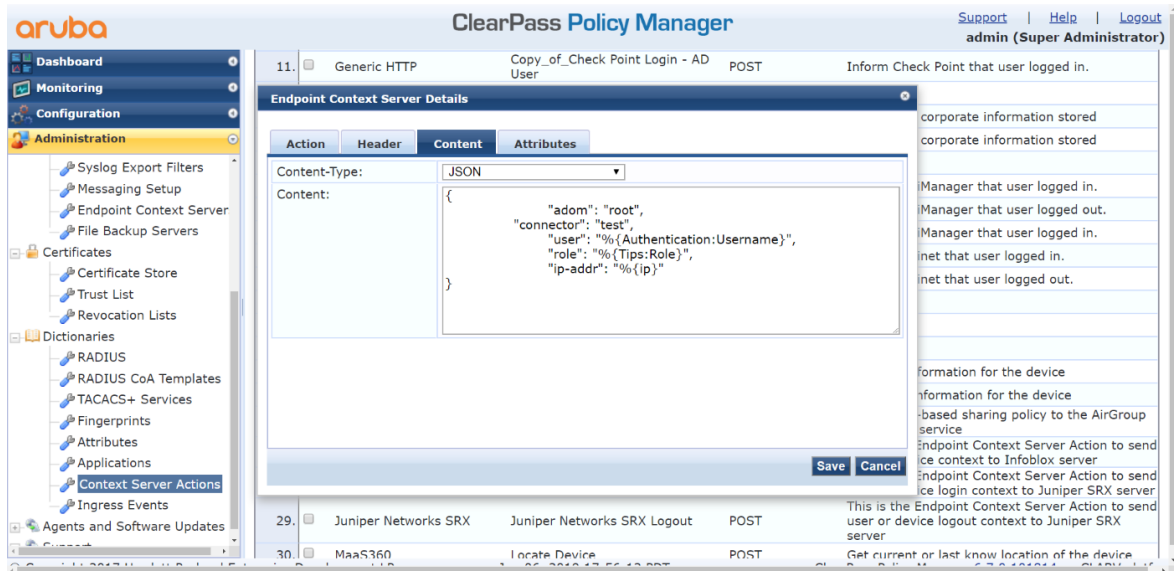 aruba
ClearPass Policy Manager
Support | Help | Logout
admin (Super Administrator)
Dashboard
Monitoring
Configuration
Administration
Syslog Export Filters
Messaging Setup
Endpoint Context Server
File Backup Servers
Certificates
Certificate Store
Trust List
Revocation Lists
Dictionaries
RADIUS
RADIUS CoA Templates
TACACS+ Services
Fingerprints
Attributes
Applications
Context Server Actions
Ingress Events
Agents and Software Updates
11. Generic HTTP Copy_of_Check Point Login - AD User POST Inform Check Point that user logged in.
Endpoint Context Server Details
Action Header Content Attributes
Content-Type: JSON
Content:
{
"adom": "root",
"connector": "test",
"user": "%{Authentication:Username}",
"role": "%{Tips:Role}",
"ip-addr": "%{ip}"
}
Save Cancel
corporate information stored
corporate information stored
iManager that user logged in.
iManager that user logged out.
iManager that user logged in.
inet that user logged in.
inet that user logged out.
formation for the device
nformation for the device
-based sharing policy to the AirGroup
service
Endpoint Context Server Action to send
ice context to Infoblox server
Endpoint Context Server Action to send
ice login context to Juniper SRX server
29. Juniper Networks SRX Juniper Networks SRX Logout POST This is the Endpoint Context Server Action to send
user or device logout context to Juniper SRX
server
30. MaaS360 Locate Device POST Get current or last know location of the device